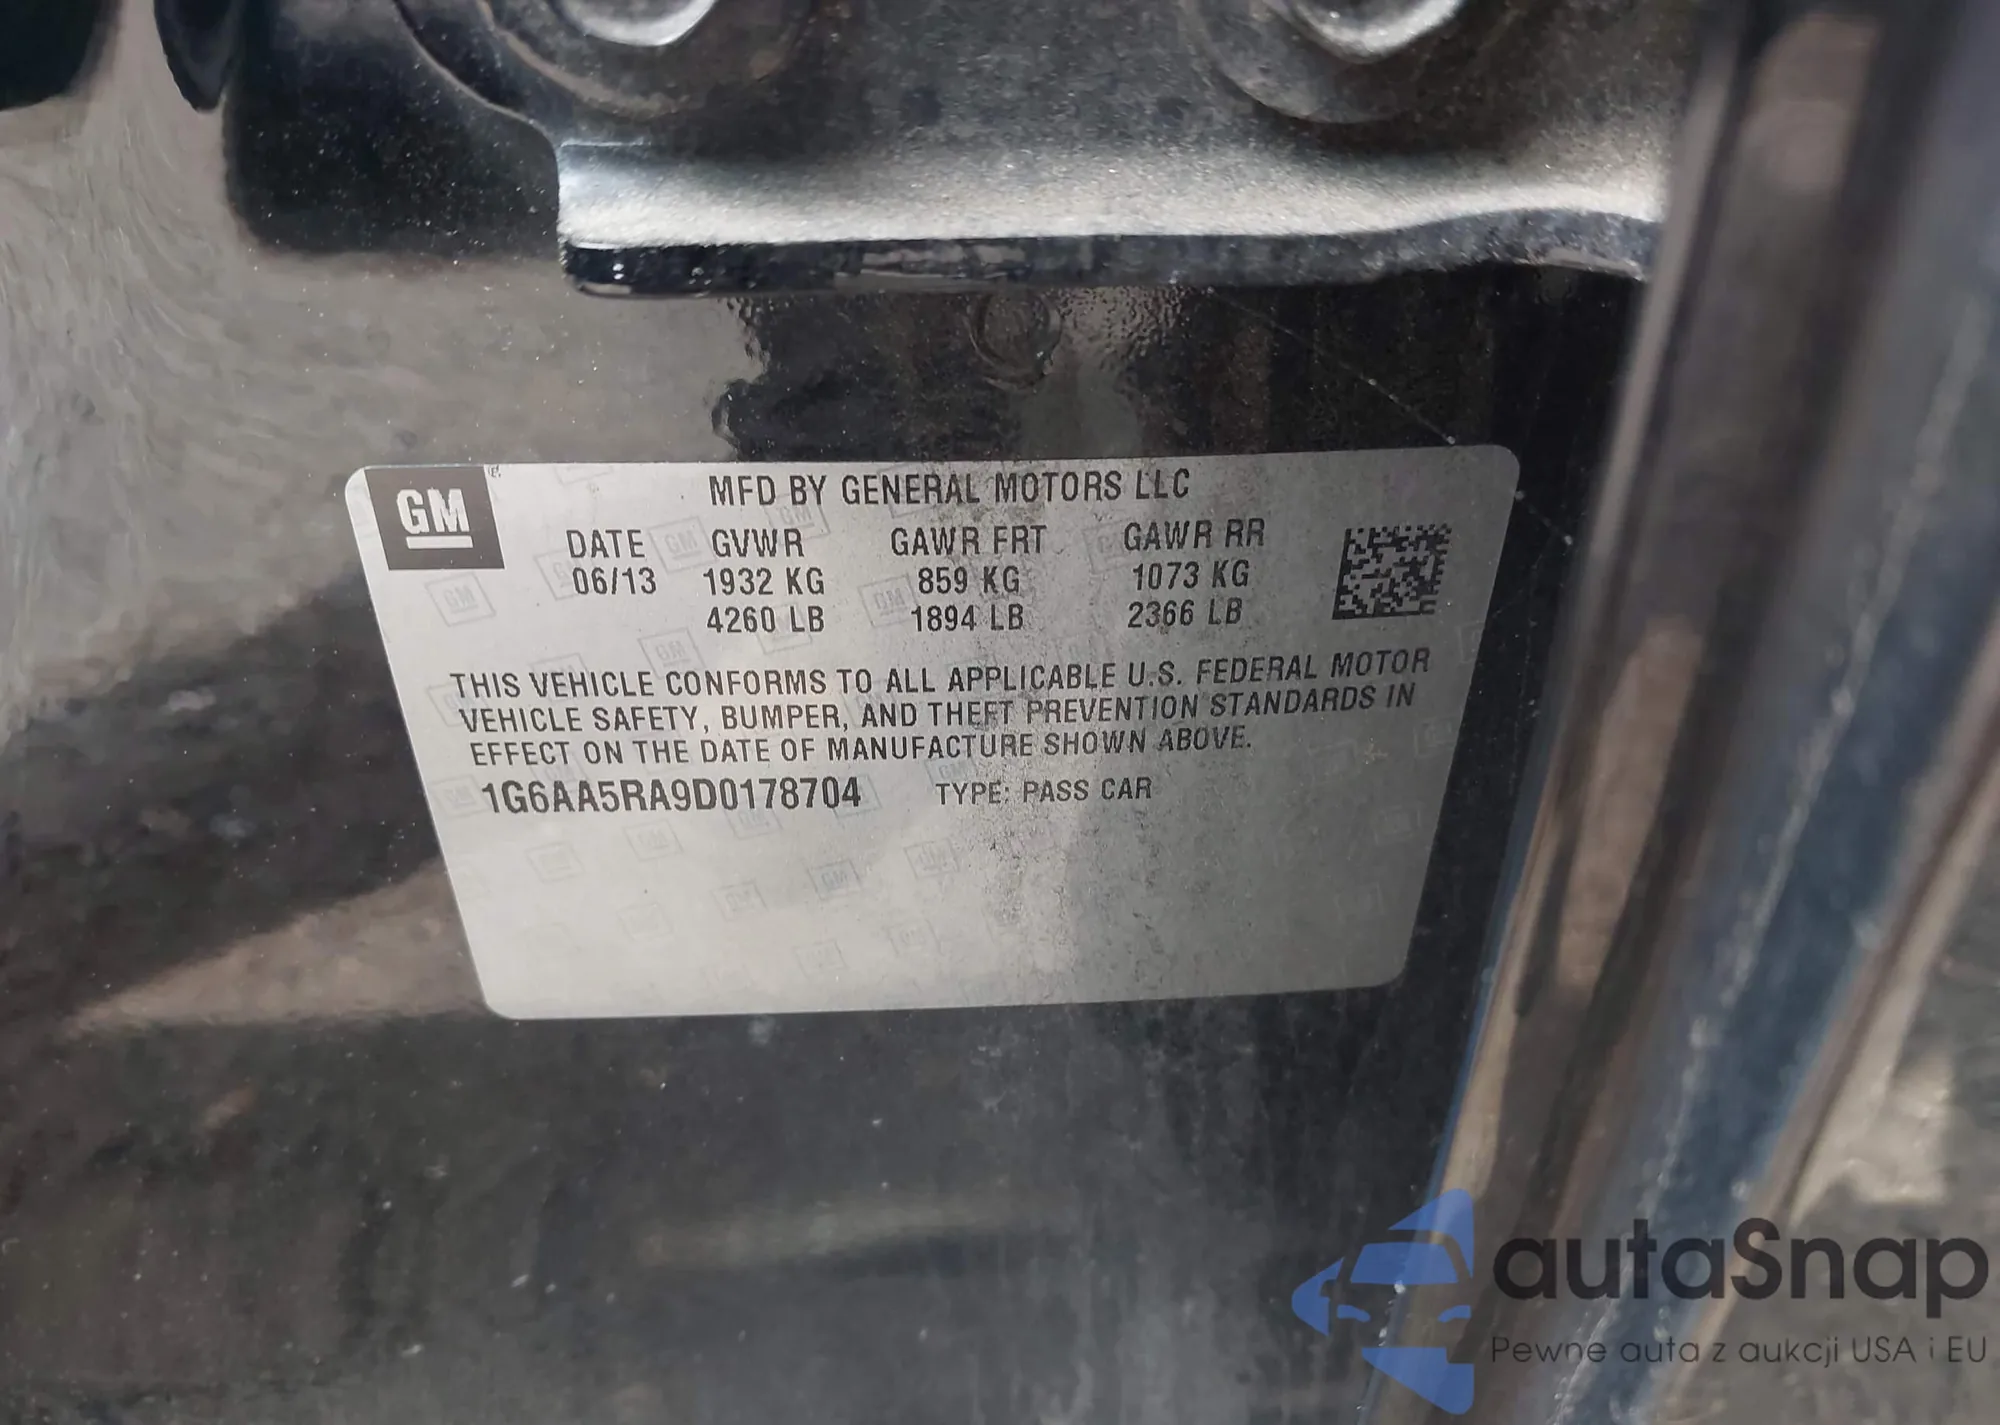 GM
MFD BY GENERAL MOTORS LLC
DATE GVWR GAWR FRT GAWR RR
06/13 1932 KG 859 KG 1073 KG
4260 LB 1894 LB 2366 LB
THIS VEHICLE CONFORMS TO ALL APPLICABLE U.S. FEDERAL MOTOR
VEHICLE SAFETY, BUMPER, AND THEFT PREVENTION STANDARDS IN
EFFECT ON THE DATE OF MANUFACTURE SHOWN ABOVE.
1G6AA5RA9D0178704 TYPE: PASS CAR
autaSnap
Pewne auta z aukcji USA i EU